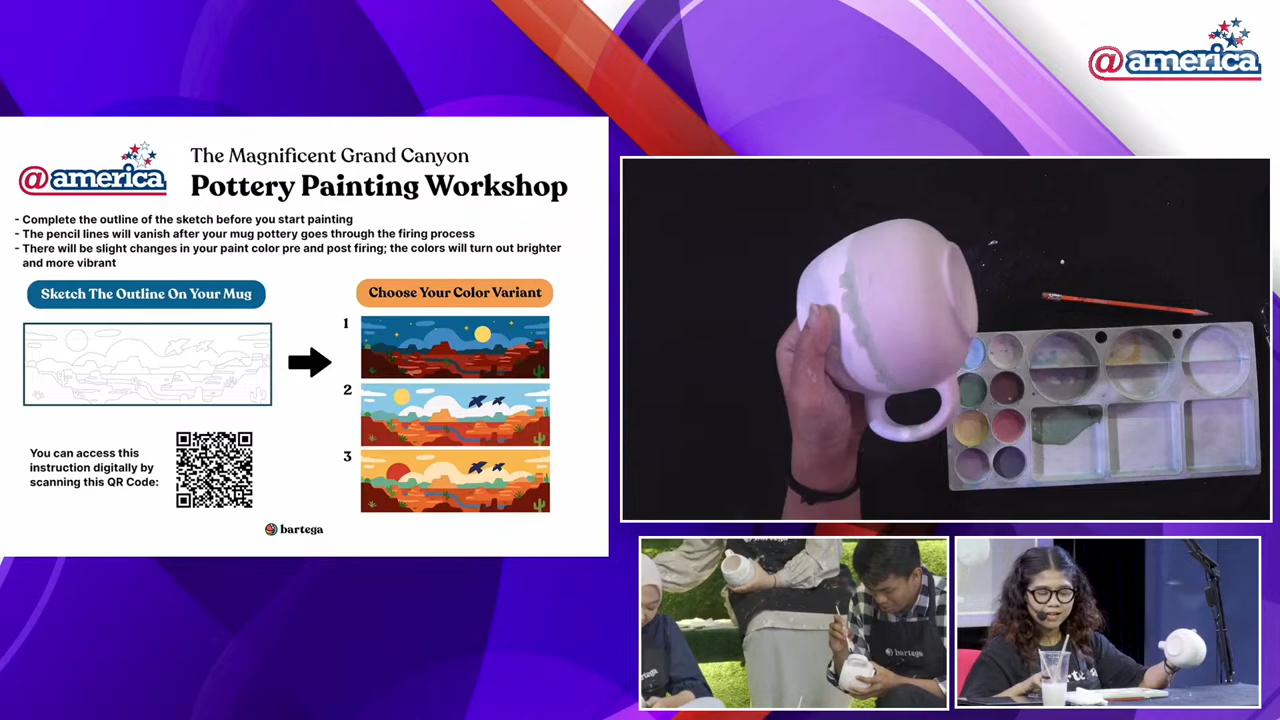 @america
@america
The Magnificent Grand Canyon
Pottery Painting Workshop
- Complete the outline of the sketch before you start painting
- The pencil lines will vanish after your mug pottery goes through the firing process
- There will be slight changes in your paint color pre and post firing; the colors will turn out brighter
and more vibrant
Sketch The Outline On Your Mug
Choose Your Color Variant
1
2
3
You can access this
instruction digitally by
scanning this QR Code:
bartega
bartega